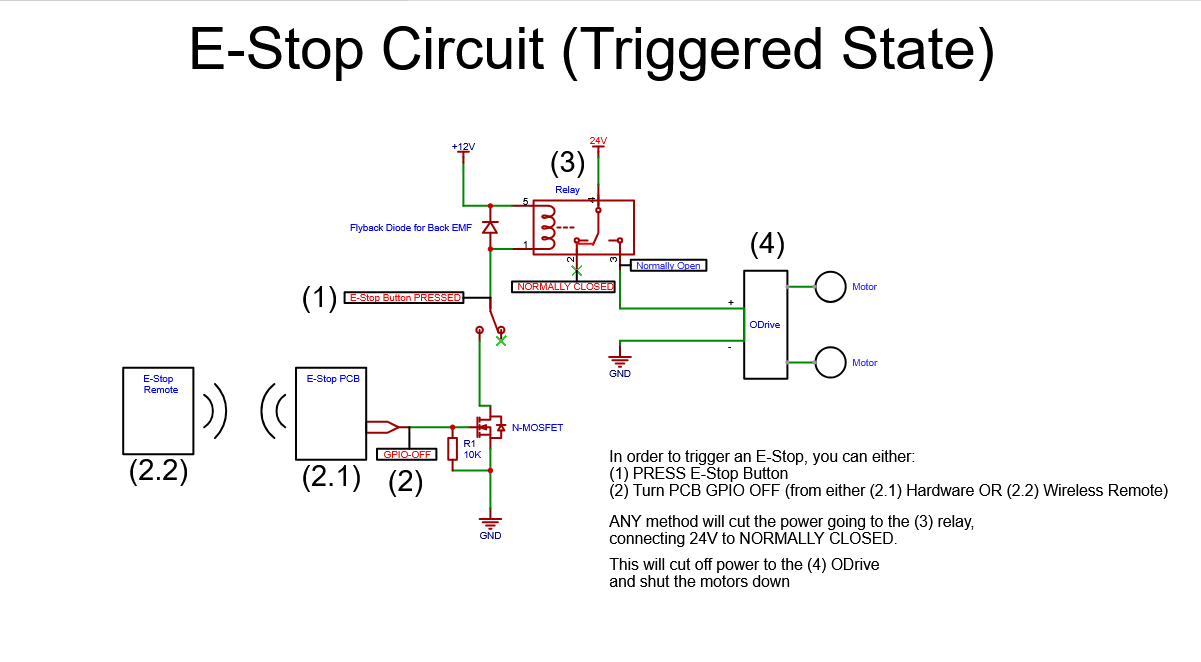 E-Stop Circuit (Triggered State)
+12V
24V
(3)
Relay
5
4
Flyback Diode for Back EMF
1
2
3
Normally Open
NORMALLY CLOSED
(4)
(1)
E-Stop Button PRESSED
+
ODrive
-
Motor
Motor
GND
E-Stop
Remote
E-Stop PCB
(2.2)
(2.1)
GPIO-OFF
(2)
R1
10K
N-MOSFET
GND
In order to trigger an E-Stop, you can either:
(1) PRESS E-Stop Button
(2) Turn PCB GPIO OFF (from either (2.1) Hardware OR (2.2) Wireless Remote)
ANY method will cut the power going to the (3) relay,
connecting 24V to NORMALLY CLOSED.
This will cut off power to the (4) ODrive
and shut the motors down